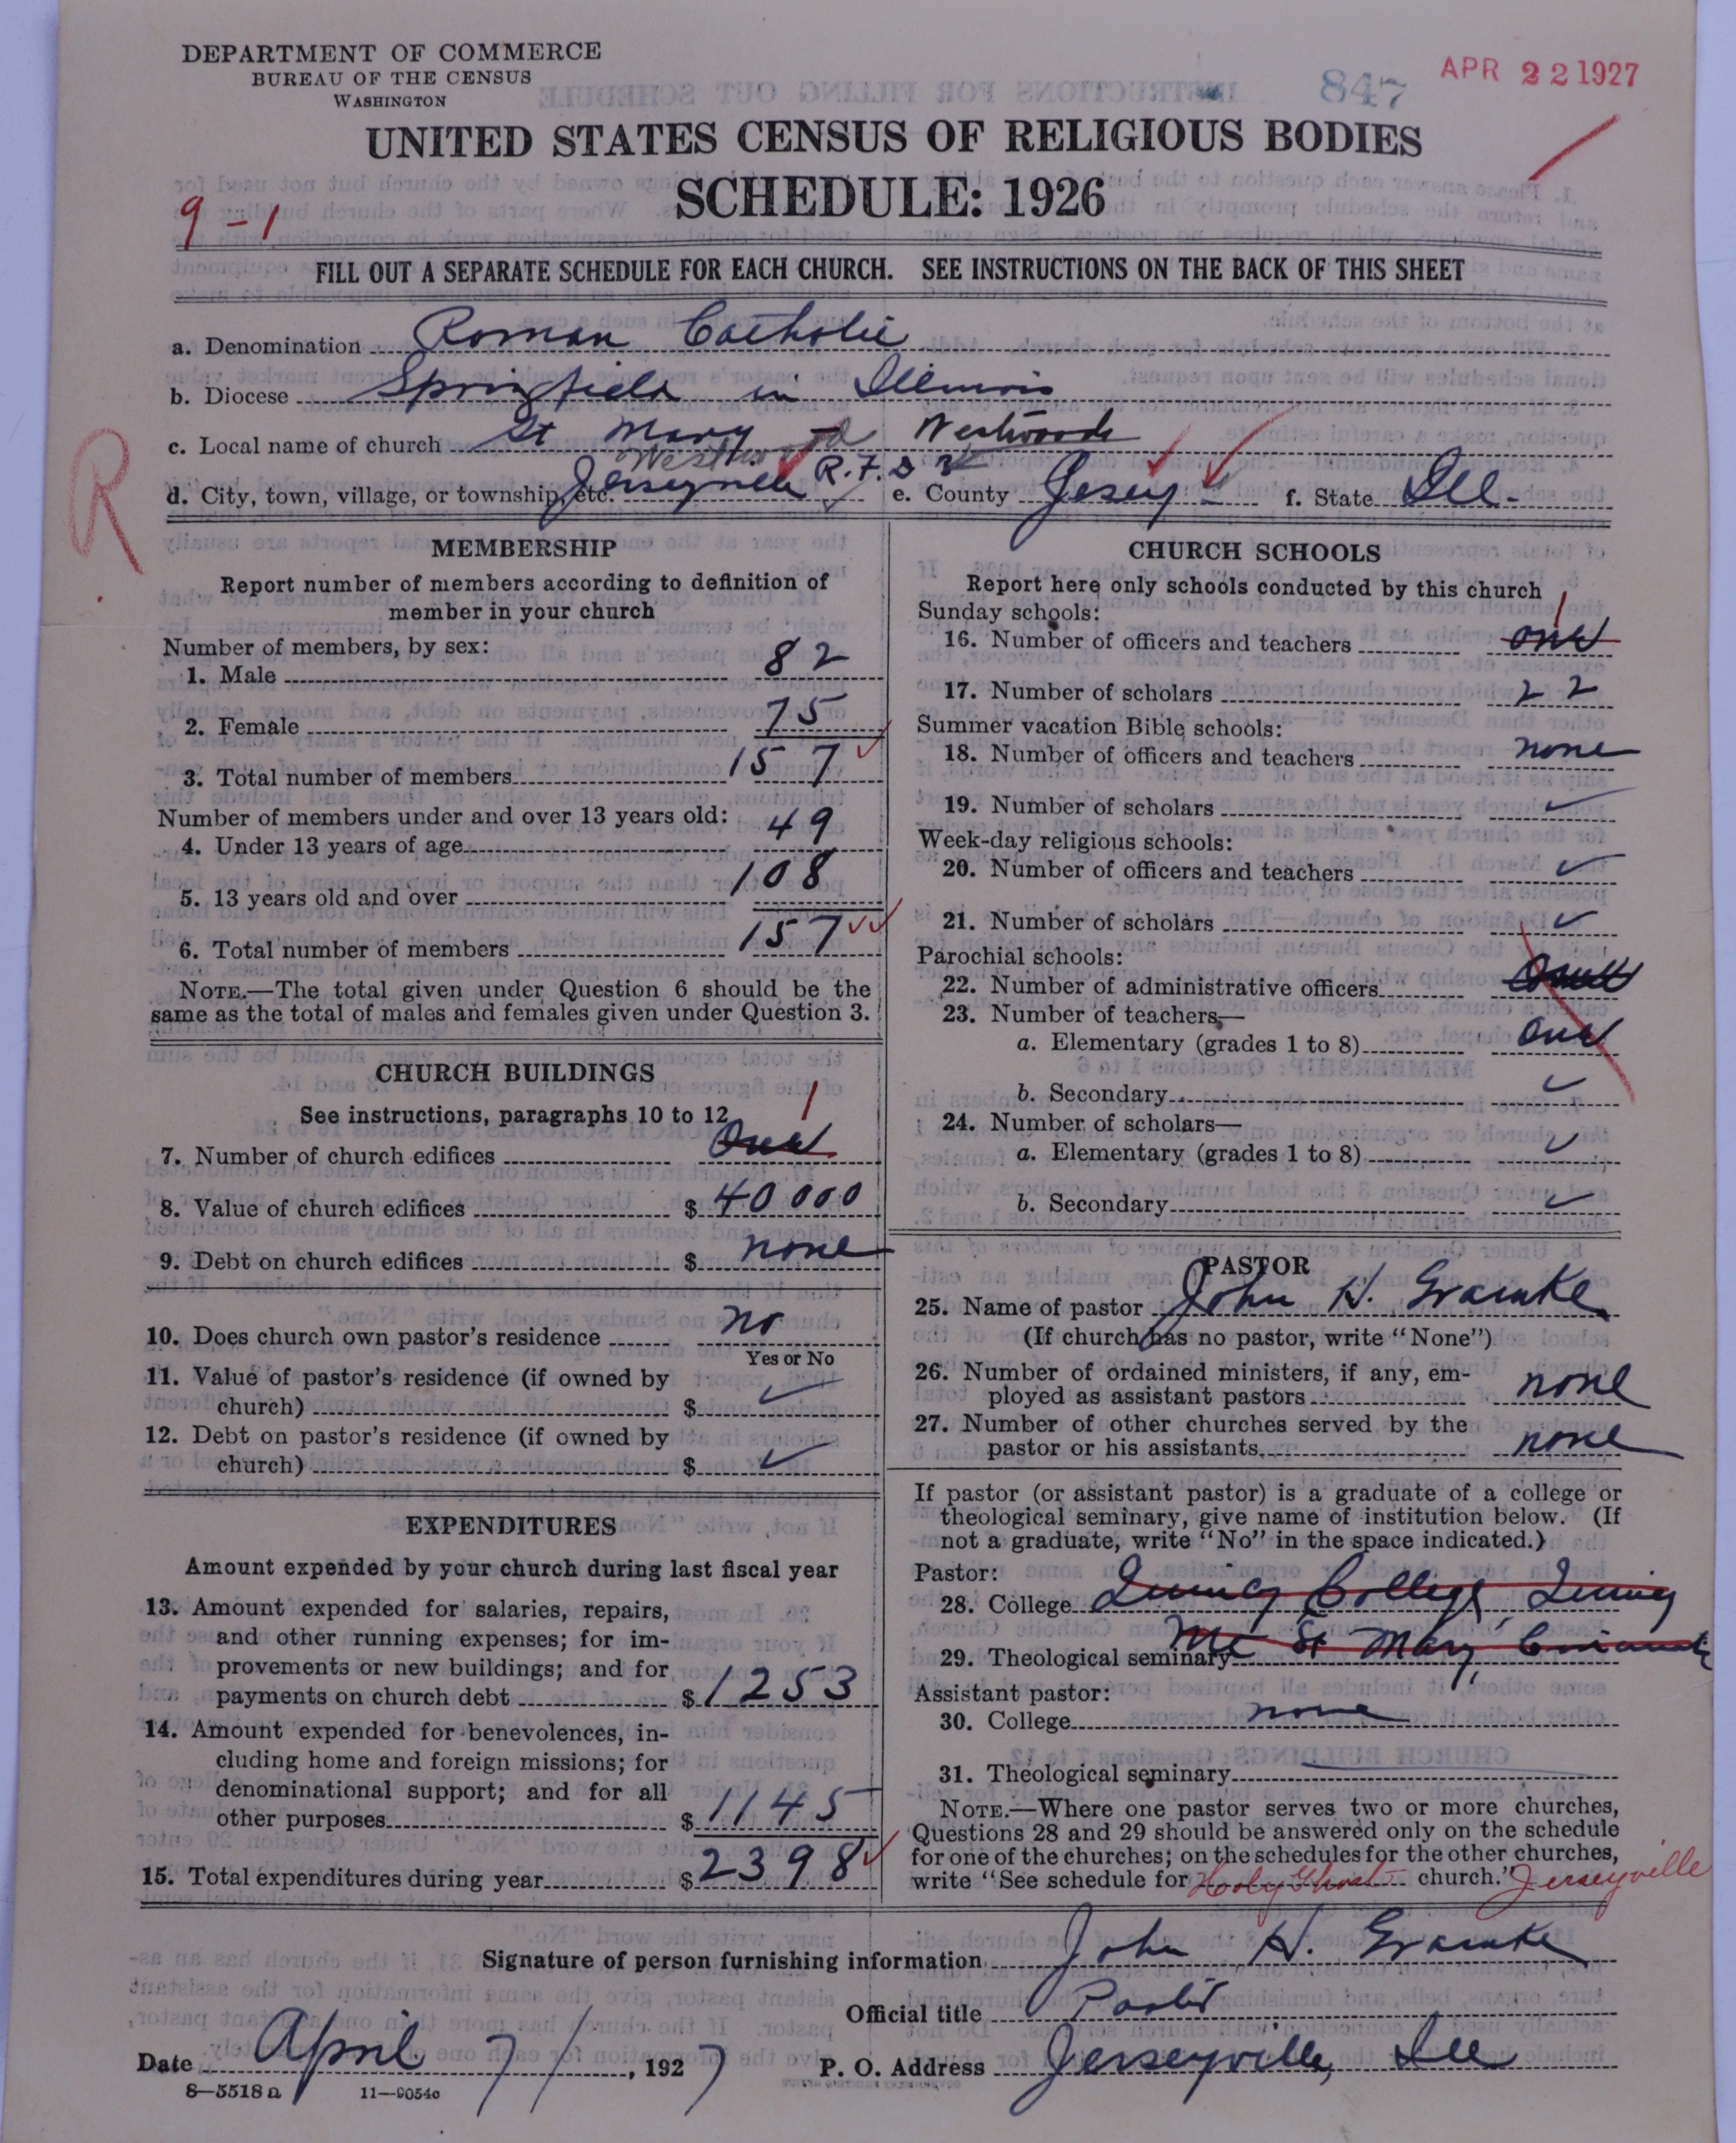 DEPARTMENT OF COMMERCE
BUREAU OF THE CENSUS
WASHINGTON
847
APR 22 1927
UNITED STATES CENSUS OF RELIGIOUS BODIES
SCHEDULE: 1926
9-1
FILL OUT A SEPARATE SCHEDULE FOR EACH CHURCH. SEE INSTRUCTIONS ON THE BACK OF THIS SHEET
a. Denomination Roman Catholic
b. Diocese Springfield in Illinois
c. Local name of church St Mary Westwoods
R
d. City, town, village, or township, etc. Jerseyville R.F.D e. County Jersey f. State Ill.
MEMBERSHIP
Report number of members according to definition of
member in your church
Number of members, by sex:
1. Male 82
2. Female 75
3. Total number of members 157
Number of members under and over 13 years old:
4. Under 13 years of age 49
5. 13 years old and over 108
6. Total number of members 157
NOTE.—The total given under Question 6 should be the
same as the total of males and females given under Question 3.
CHURCH BUILDINGS
See instructions, paragraphs 10 to 12
7. Number of church edifices One 1
8. Value of church edifices $ 40000
9. Debt on church edifices $ none
10. Does church own pastor's residence no
Yes or No
11. Value of pastor's residence (if owned by
church) $
12. Debt on pastor's residence (if owned by
church) $
EXPENDITURES
Amount expended by your church during last fiscal year
13. Amount expended for salaries, repairs,
and other running expenses; for im-
provements or new buildings; and for
payments on church debt $ 1253
14. Amount expended for benevolences, in-
cluding home and foreign missions; for
denominational support; and for all
other purposes $ 1145
15. Total expenditures during year $ 2398
CHURCH SCHOOLS
Report here only schools conducted by this church
Sunday schools:
16. Number of officers and teachers one 1
17. Number of scholars 22
Summer vacation Bible schools:
18. Number of officers and teachers none
19. Number of scholars
Week-day religious schools:
20. Number of officers and teachers
21. Number of scholars
Parochial schools:
22. Number of administrative officers
23. Number of teachers—
a. Elementary (grades 1 to 8) One
b. Secondary
24. Number of scholars—
a. Elementary (grades 1 to 8)
b. Secondary
PASTOR
25. Name of pastor John H. Gramke
(If church has no pastor, write "None")
26. Number of ordained ministers, if any, em-
ployed as assistant pastors none
27. Number of other churches served by the
pastor or his assistants none
If pastor (or assistant pastor) is a graduate of a college or
theological seminary, give name of institution below. (If
not a graduate, write "No" in the space indicated.)
Pastor:
28. College Quincy College, Quincy
29. Theological seminary Mt St Mary, Cincinnati
Assistant pastor:
30. College none
31. Theological seminary
NOTE.—Where one pastor serves two or more churches,
Questions 28 and 29 should be answered only on the schedule
for one of the churches; on the schedules for the other churches,
write "See schedule for Holy Ghost church." Jerseyville
Signature of person furnishing information John H. Gramke
Official title Pastor
Date April 7, 1927 P. O. Address Jerseyville, Ill
8—5518 a 11—9054c